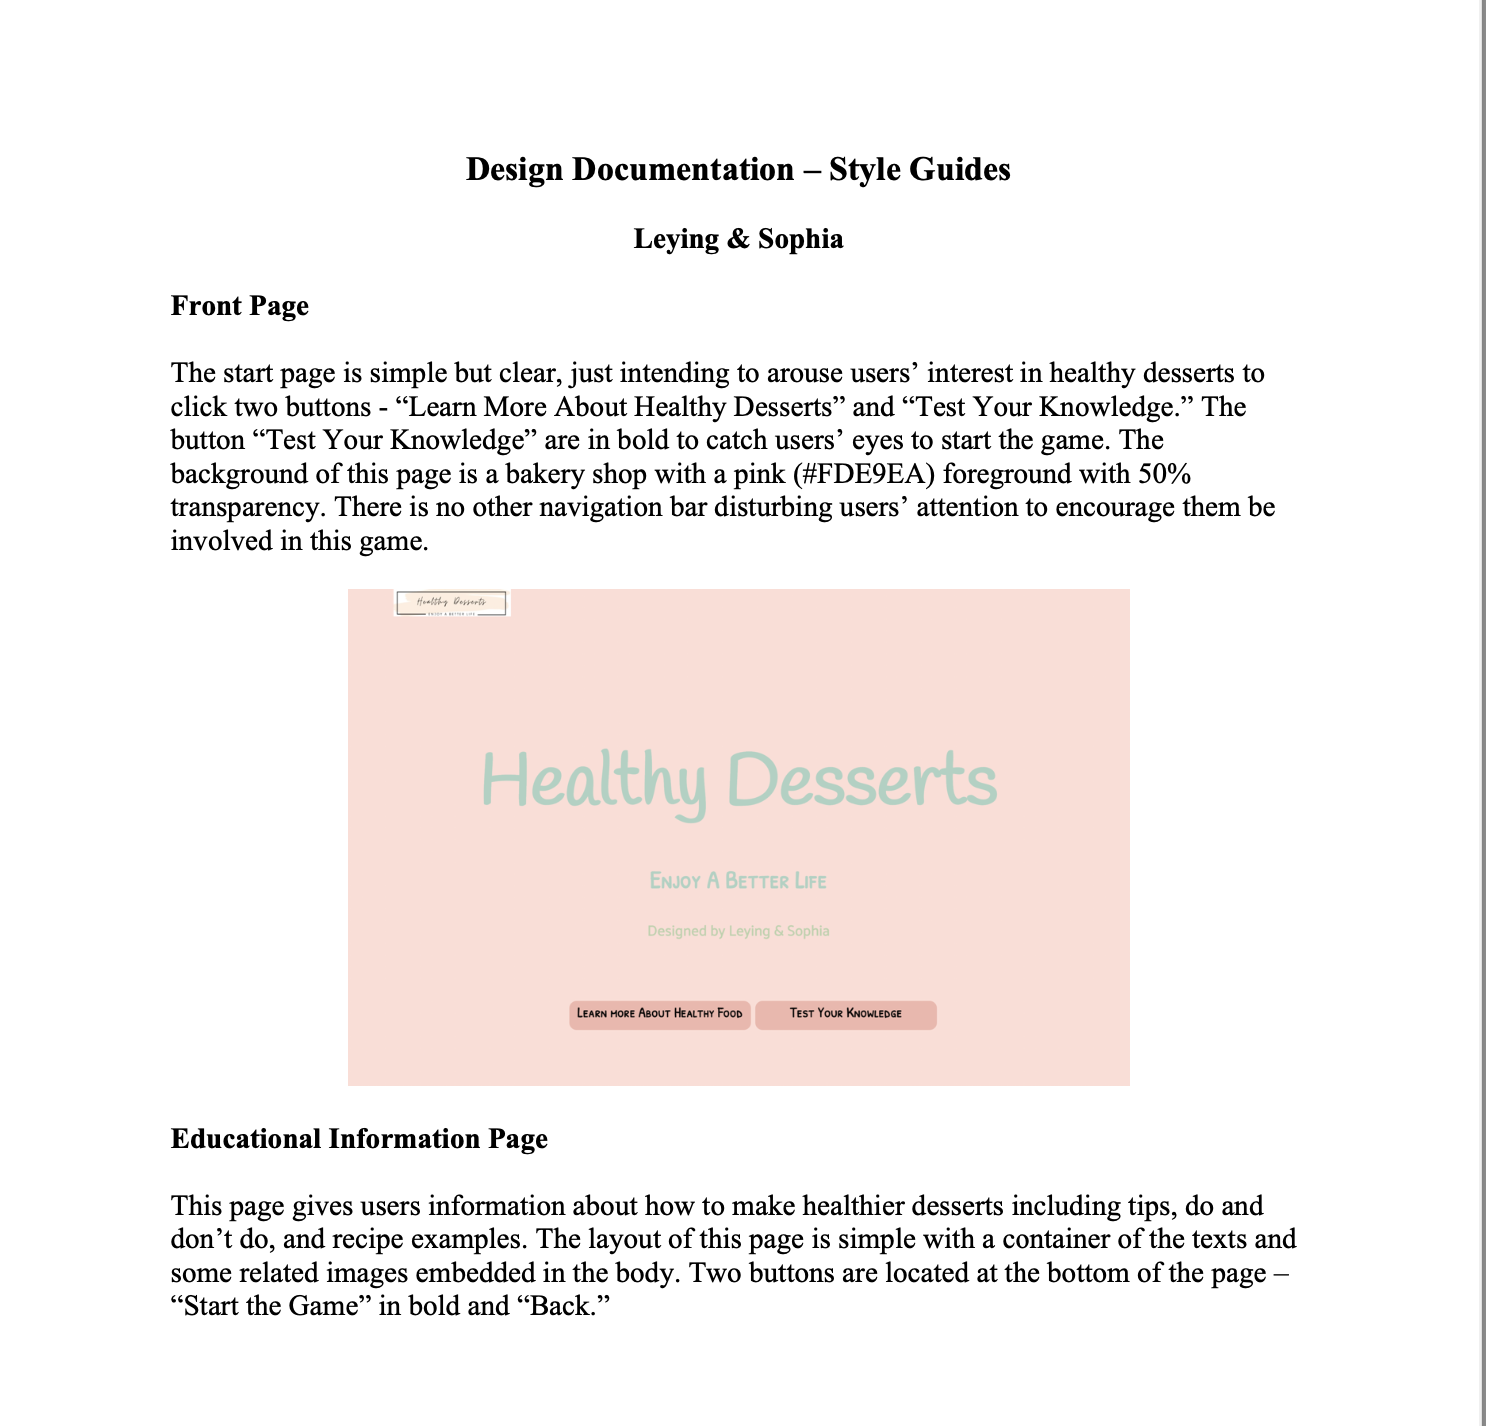 Design Documentation – Style Guides
Leying & Sophia
Front Page
The start page is simple but clear, just intending to arouse users’ interest in healthy desserts to
click two buttons - “Learn More About Healthy Desserts” and “Test Your Knowledge.” The
button “Test Your Knowledge” are in bold to catch users’ eyes to start the game. The
background of this page is a bakery shop with a pink (#FDE9EA) foreground with 50%
transparency. There is no other navigation bar disturbing users’ attention to encourage them be
involved in this game.
Healthy Desserts
ENJOY A BETTER LIFE
Healthy Desserts
ENJOY A BETTER LIFE
Designed by Leying & Sophia
LEARN MORE ABOUT HEALTHY FOOD
TEST YOUR KNOWLEDGE
Educational Information Page
This page gives users information about how to make healthier desserts including tips, do and
don’t do, and recipe examples. The layout of this page is simple with a container of the texts and
some related images embedded in the body. Two buttons are located at the bottom of the page –
“Start the Game” in bold and “Back.”